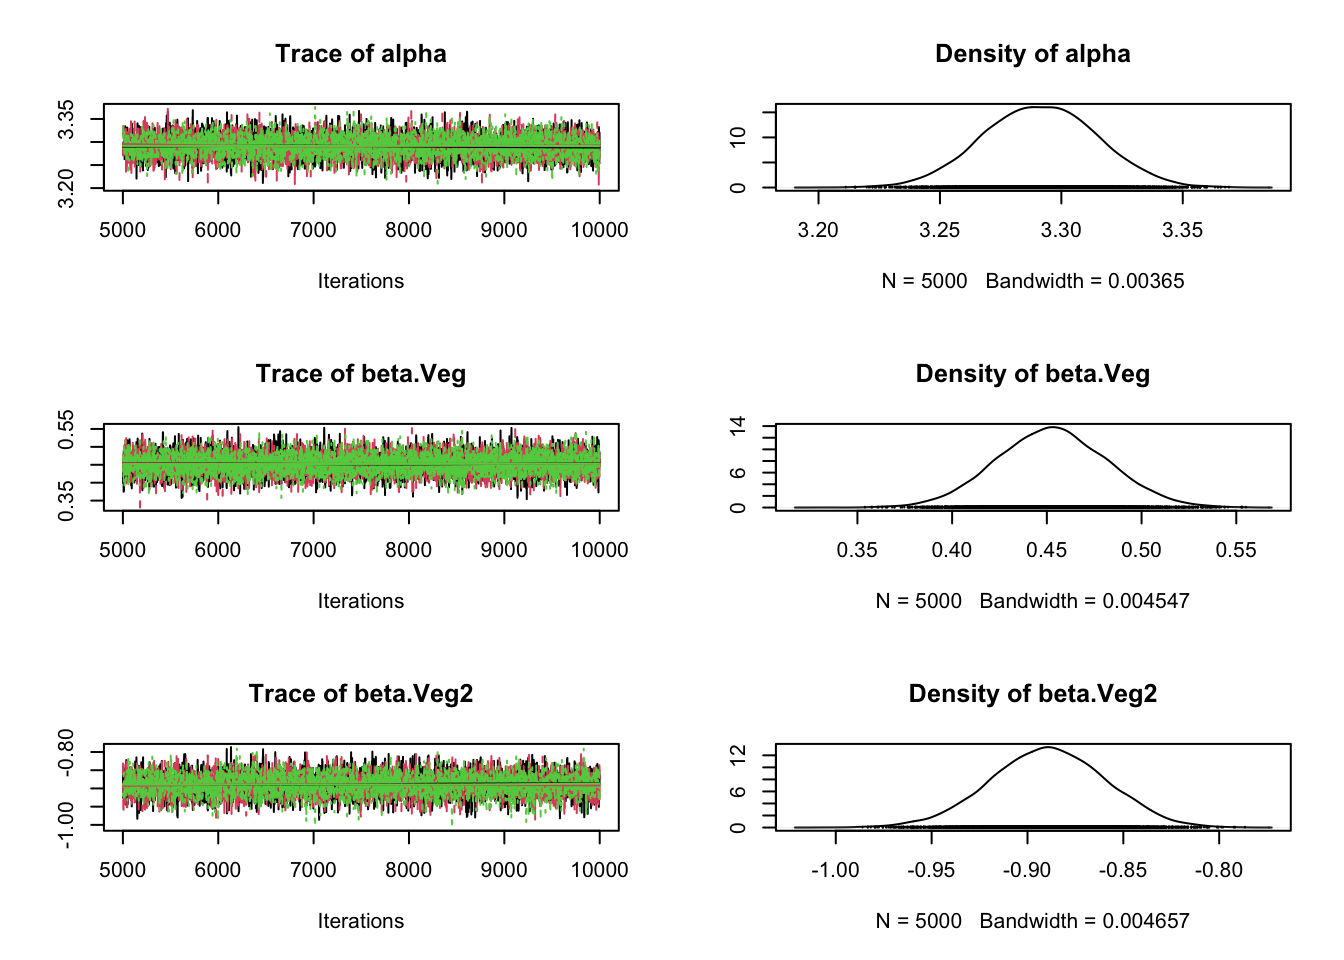 Trace of alpha
3.20 3.35
5000 6000 7000 8000 9000 10000
Iterations
Density of alpha
0 10
3.20 3.25 3.30 3.35
N = 5000 Bandwidth = 0.00365
Trace of beta.Veg
0.35 0.55
5000 6000 7000 8000 9000 10000
Iterations
Density of beta.Veg
0 6 14
0.35 0.40 0.45 0.50 0.55
N = 5000 Bandwidth = 0.004547
Trace of beta.Veg2
-1.00 -0.80
5000 6000 7000 8000 9000 10000
Iterations
Density of beta.Veg2
0 6 12
-1.00 -0.95 -0.90 -0.85 -0.80
N = 5000 Bandwidth = 0.004657